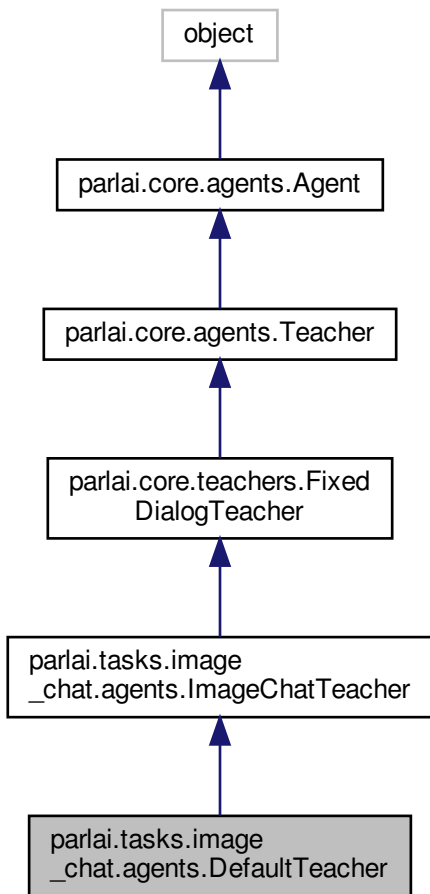 object
parlai.core.agents.Agent
parlai.core.agents.Teacher
parlai.core.teachers.Fixed
DialogTeacher
parlai.tasks.image
_chat.agents.ImageChatTeacher
parlai.tasks.image
_chat.agents.DefaultTeacher